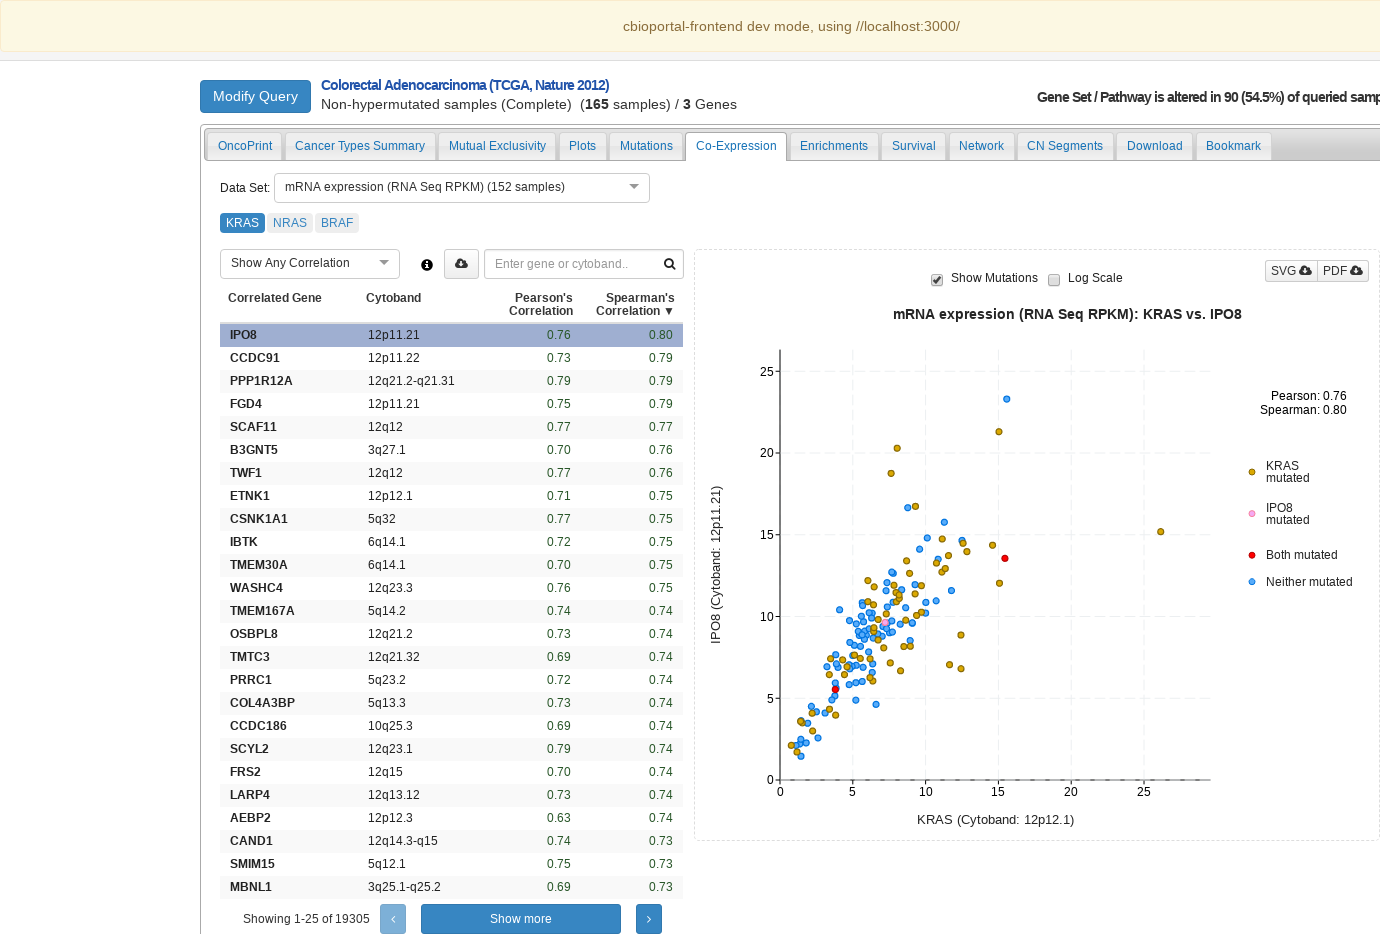 cbioportal-frontend dev mode, using //localhost:3000/
Modify Query
Colorectal Adenocarcinoma (TCGA, Nature 2012)
Non-hypermutated samples (Complete) (165 samples) / 3 Genes
Gene Set / Pathway is altered in 90 (54.5%) of queried
OncoPrint Cancer Types Summary Mutual Exclusivity Plots Mutations Co-Expression Enrichments Survival Network CN Segments Download Bookmark
Data Set: mRNA expression (RNA Seq RPKM) (152 samples)
KRAS NRAS BRAF
Show Any Correlation Enter gene or cytoband..
Correlated Gene Cytoband Pearson's Correlation Spearman's Correlation ▼
IPO8 12p11.21 0.76 0.80
CCDC91 12p11.22 0.73 0.79
PPP1R12A 12q21.2-q21.31 0.79 0.79
FGD4 12p11.21 0.75 0.79
SCAF11 12q12 0.77 0.77
B3GNT5 3q27.1 0.70 0.76
TWF1 12q12 0.77 0.76
ETNK1 12p12.1 0.71 0.75
CSNK1A1 5q32 0.77 0.75
IBTK 6q14.1 0.72 0.75
TMEM30A 6q14.1 0.70 0.75
WASHC4 12q23.3 0.76 0.75
TMEM167A 5q14.2 0.74 0.74
OSBPL8 12q21.2 0.73 0.74
TMTC3 12q21.32 0.69 0.74
PRRC1 5q23.2 0.72 0.74
COL4A3BP 5q13.3 0.73 0.74
CCDC186 10q25.3 0.69 0.74
SCYL2 12q23.1 0.79 0.74
FRS2 12q15 0.70 0.74
LARP4 12q13.12 0.73 0.74
AEBP2 12p12.3 0.63 0.74
CAND1 12q14.3-q15 0.74 0.73
SMIM15 5q12.1 0.75 0.73
MBNL1 3q25.1-q25.2 0.69 0.73
Showing 1-25 of 19305 ‹ Show more ›
Show Mutations Log Scale
SVG PDF
mRNA expression (RNA Seq RPKM): KRAS vs. IPO8
25
20
15
10
5
0
IPO8 (Cytoband: 12p11.21)
0 5 10 15 20 25
KRAS (Cytoband: 12p12.1)
Pearson: 0.76
Spearman: 0.80
KRAS
mutated
IPO8
mutated
Both mutated
Neither mutated